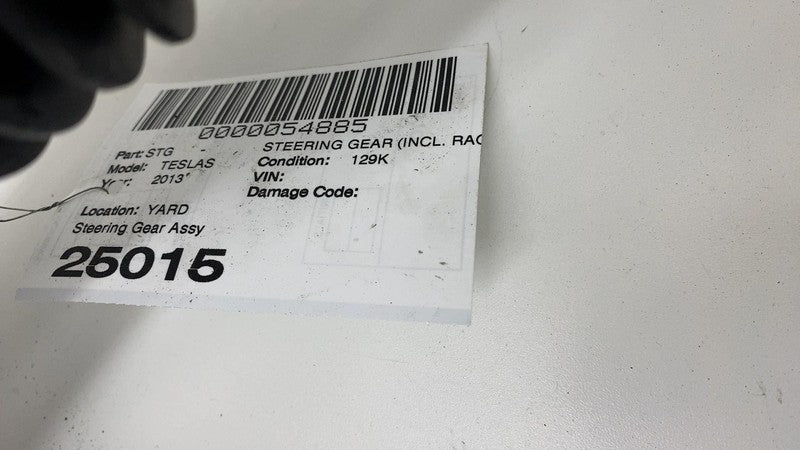 0000054885
Part: STG - STEERING GEAR (INCL. RAC
Model: TESLAS Condition: 129K
Year: 2013 VIN:
Damage Code:
Location: YARD
Steering Gear Assy
25015